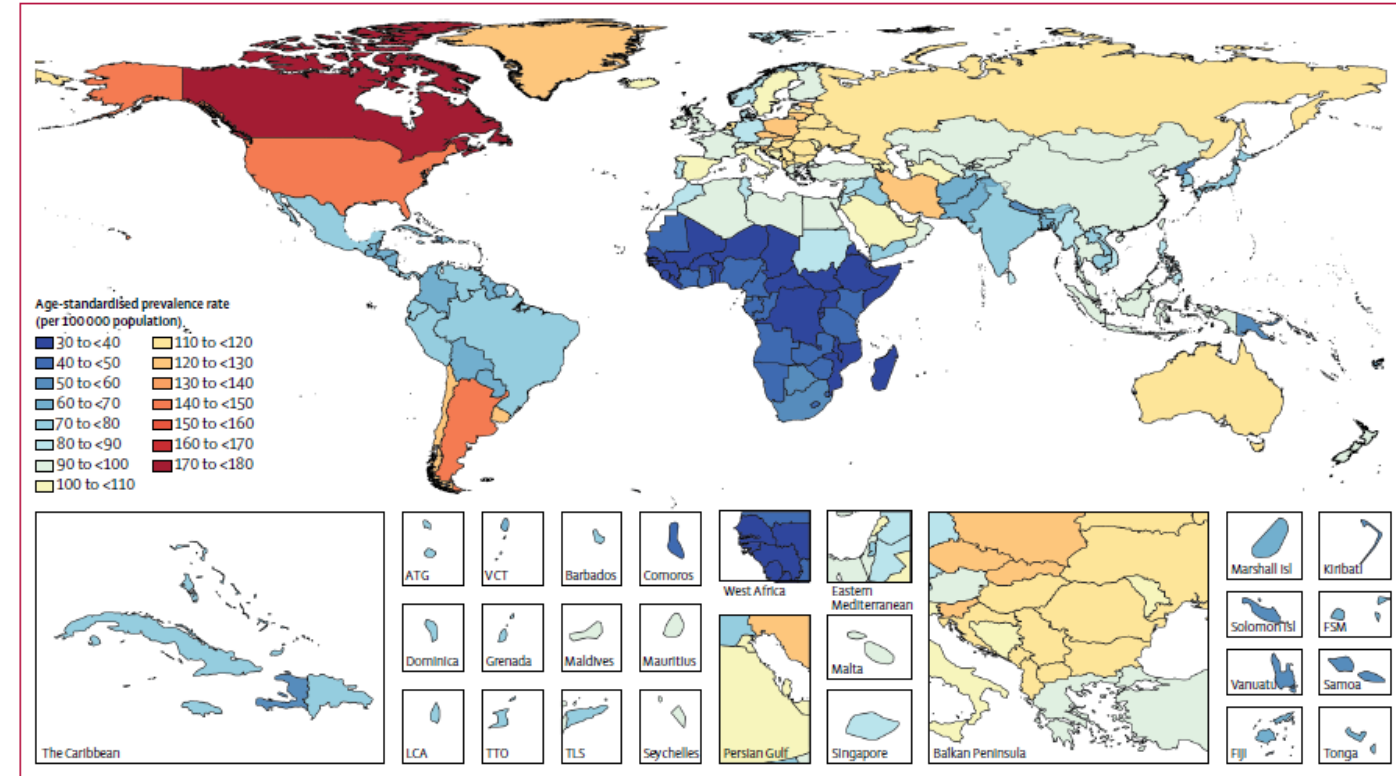 Age-standardised prevalence rate
(per 100 000 population)
30 to <40
40 to <50
50 to <60
60 to <70
70 to <80
80 to <90
90 to <100
100 to <110
110 to <120
120 to <130
130 to <140
140 to <150
150 to <160
160 to <170
170 to <180
The Caribbean
ATG
VCT
Barbados
Comoros
Dominica
Grenada
Maldives
Mauritius
LCA
TTO
TLS
Seychelles
West Africa
Eastern
Mediterranean
Persian Gulf
Malta
Singapore
Balkan Peninsula
Marshall Isl
Kiribati
Solomon Isl
FSM
Vanuatu
Samoa
Fiji
Tonga